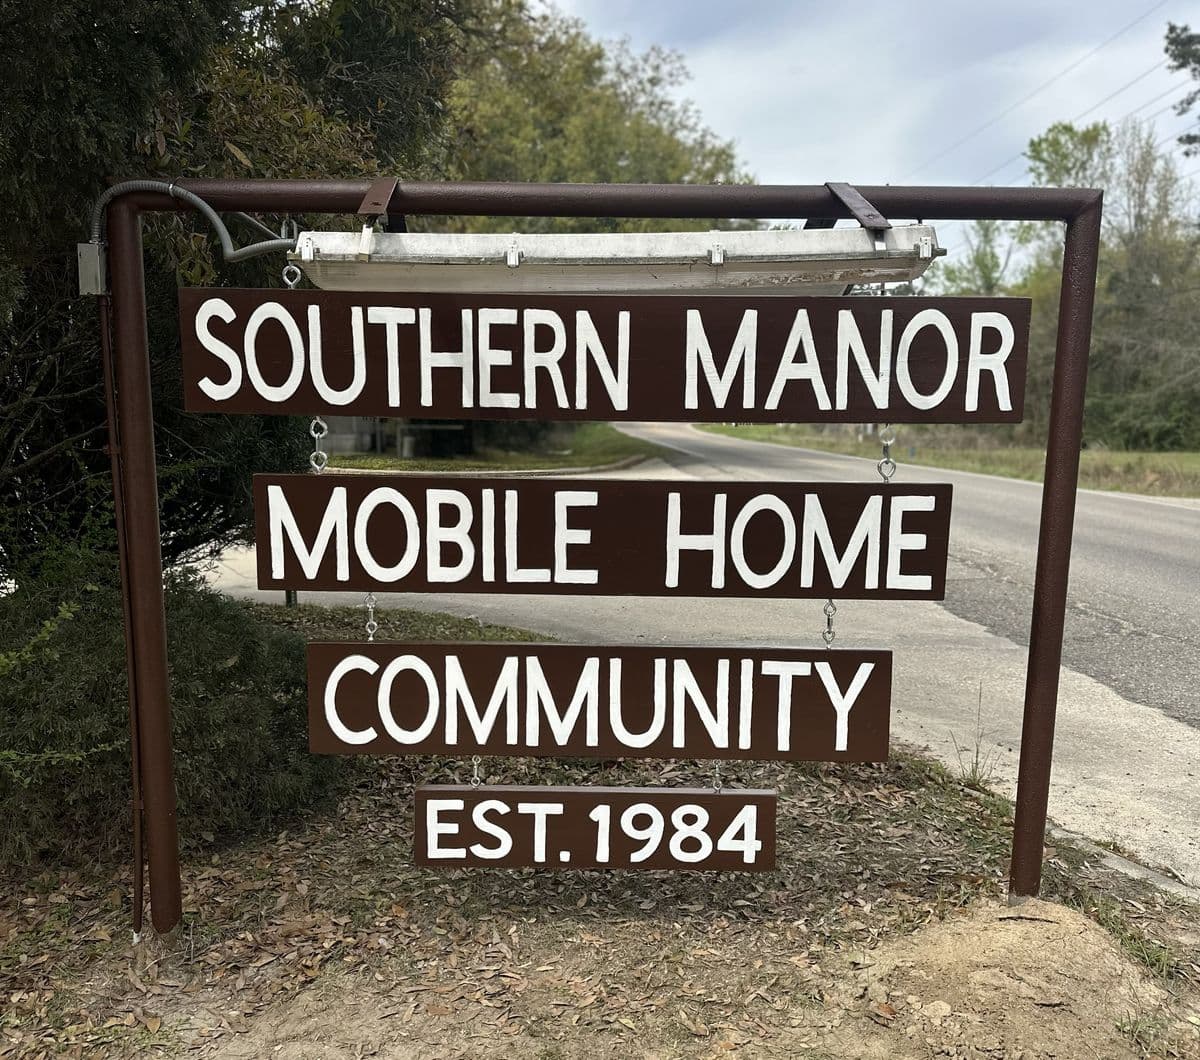 SOUTHERN MANOR
MOBILE HOME
COMMUNITY
EST. 1984